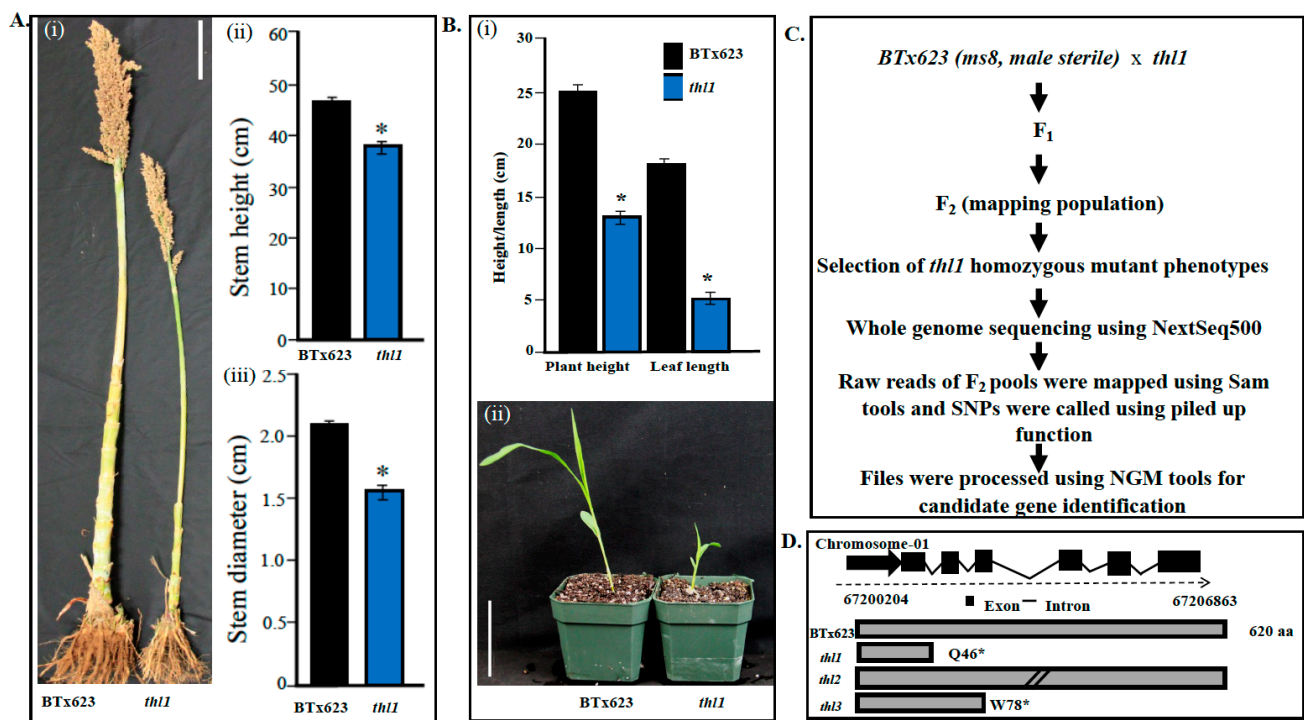 A.
(i)
BTx623 thl1
(ii)
60
50
40
30
20
10
0
Stem height (cm)
*
BTx623 thl1
(iii)
2.5
2.0
1.5
1.0
0.5
0.0
Stem diameter (cm)
*
BTx623 thl1
B.
(i)
BTx623
thl1
30
25
20
15
10
5
0
Height/length (cm)
*
*
Plant height Leaf length
(ii)
BTx623 thl1
C.
BTx623 (ms8, male sterile) x thl1
F1
F2 (mapping population)
Selection of thl1 homozygous mutant phenotypes
Whole genome sequencing using NextSeq500
Raw reads of F2 pools were mapped using Sam
tools and SNPs were called using piled up
function
Files were processed using NGM tools for
candidate gene identification
D.
Chromosome-01
67200204 Exon Intron 67206863
BTx623 620 aa
thl1 Q46*
thl2
thl3 W78*